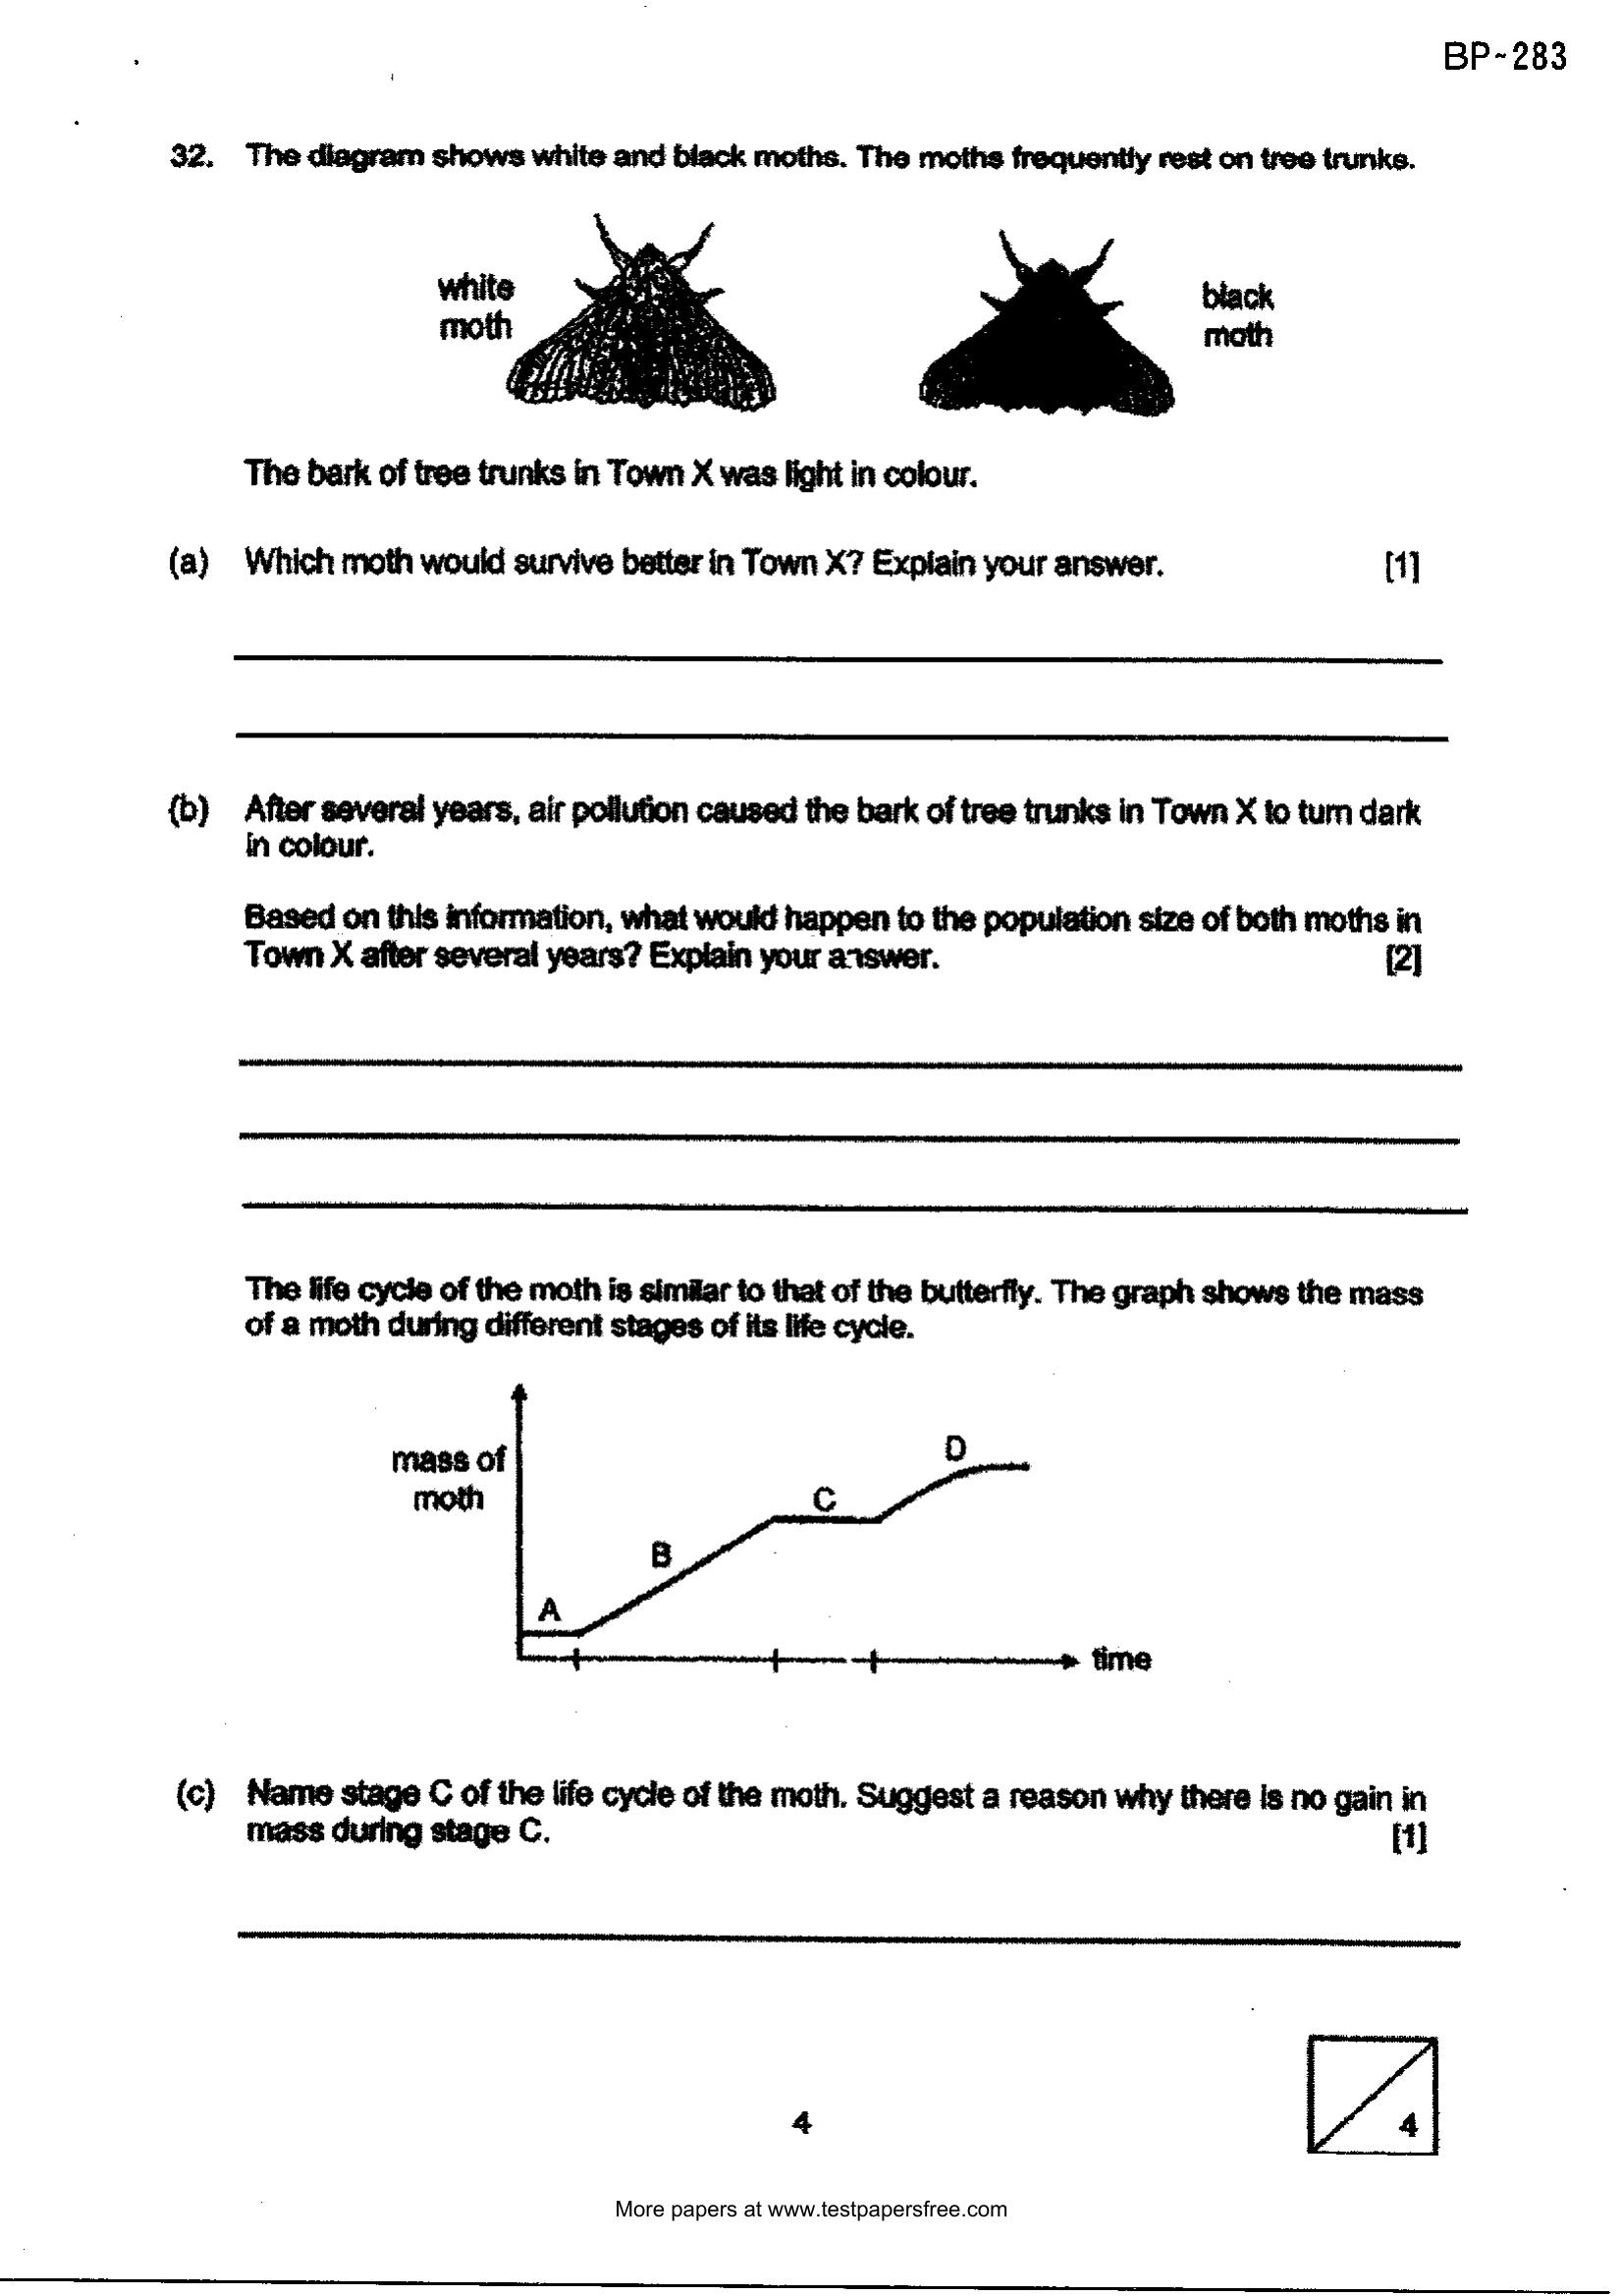 BP-283
32. The diagram shows white and black moths. The moths frequently rest on tree trunks.
white
moth
black
moth
The bark of tree trunks in Town X was light in colour.
(a) Which moth would survive better in Town X? Explain your answer. [1]
(b) After several years, air pollution caused the bark of tree trunks in Town X to turn dark
in colour.
Based on this information, what would happen to the population size of both moths in
Town X after several years? Explain your answer. [2]
The life cycle of the moth is similar to that of the butterfly. The graph shows the mass
of a moth during different stages of its life cycle.
mass of
moth
A
B
C
D
time
(c) Name stage C of the life cycle of the moth. Suggest a reason why there is no gain in
mass during stage C. [1]
4
4
More papers at www.testpapersfree.com